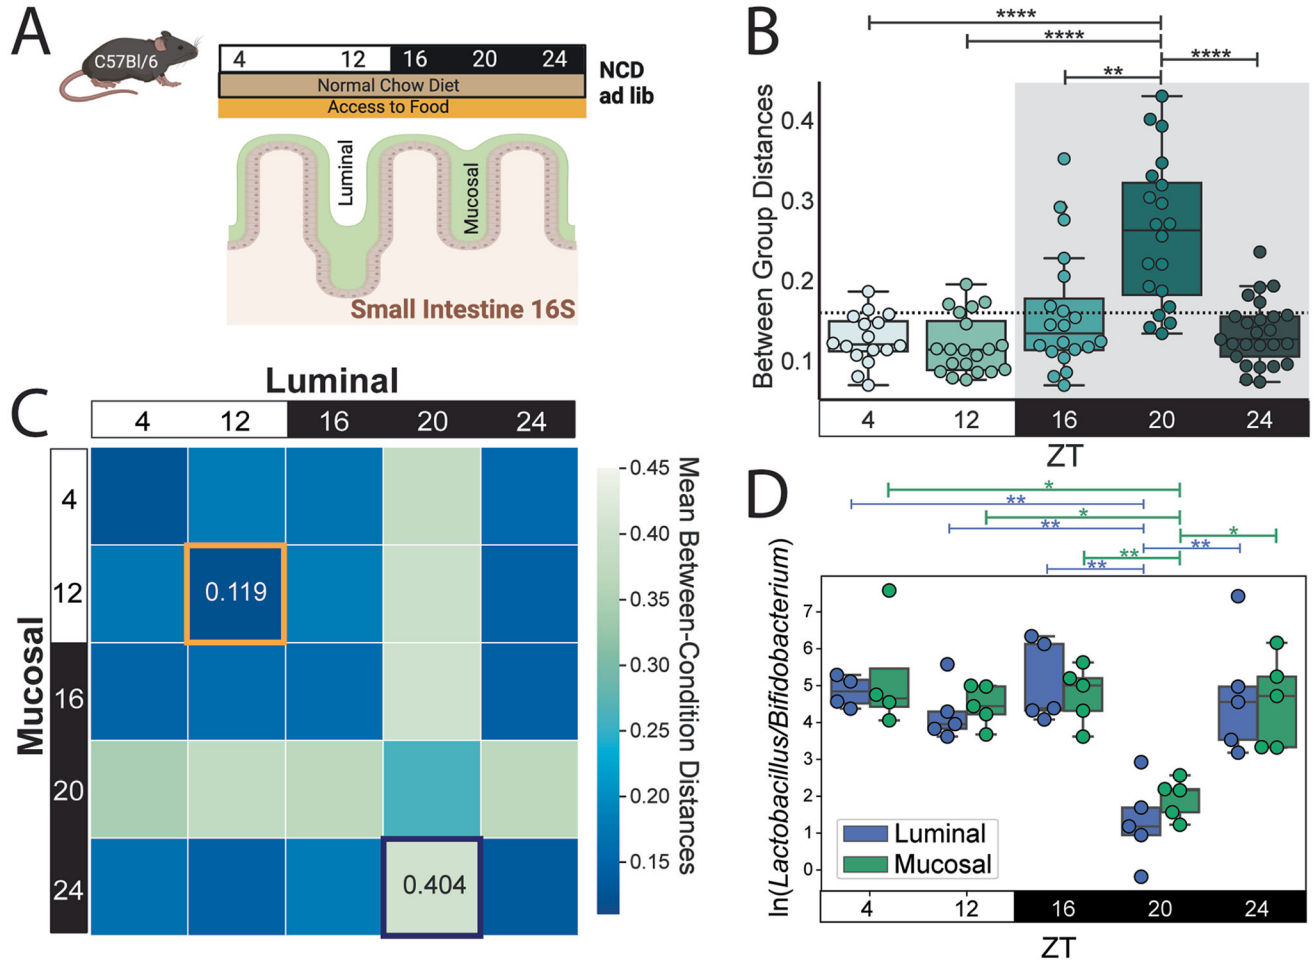 A
C57Bl/6
4 12 16 20 24
Normal Chow Diet
Access to Food
NCD
ad lib
Luminal
Mucosal
Small Intestine 16S
B
****
****
****
**
Between Group Distances
0.4
0.3
0.2
0.1
4 12 16 20 24
ZT
C
Luminal
4 12 16 20 24
Mucosal
4
12
16
20
24
0.119
0.404
0.45
0.40
0.35
0.30
0.25
0.20
0.15
Mean Between-Condition Distances
D
*
**
*
**
*
**
**
**
ln(Lactobacillus/Bifidobacterium)
7
6
5
4
3
2
1
0
Luminal
Mucosal
4 12 16 20 24
ZT